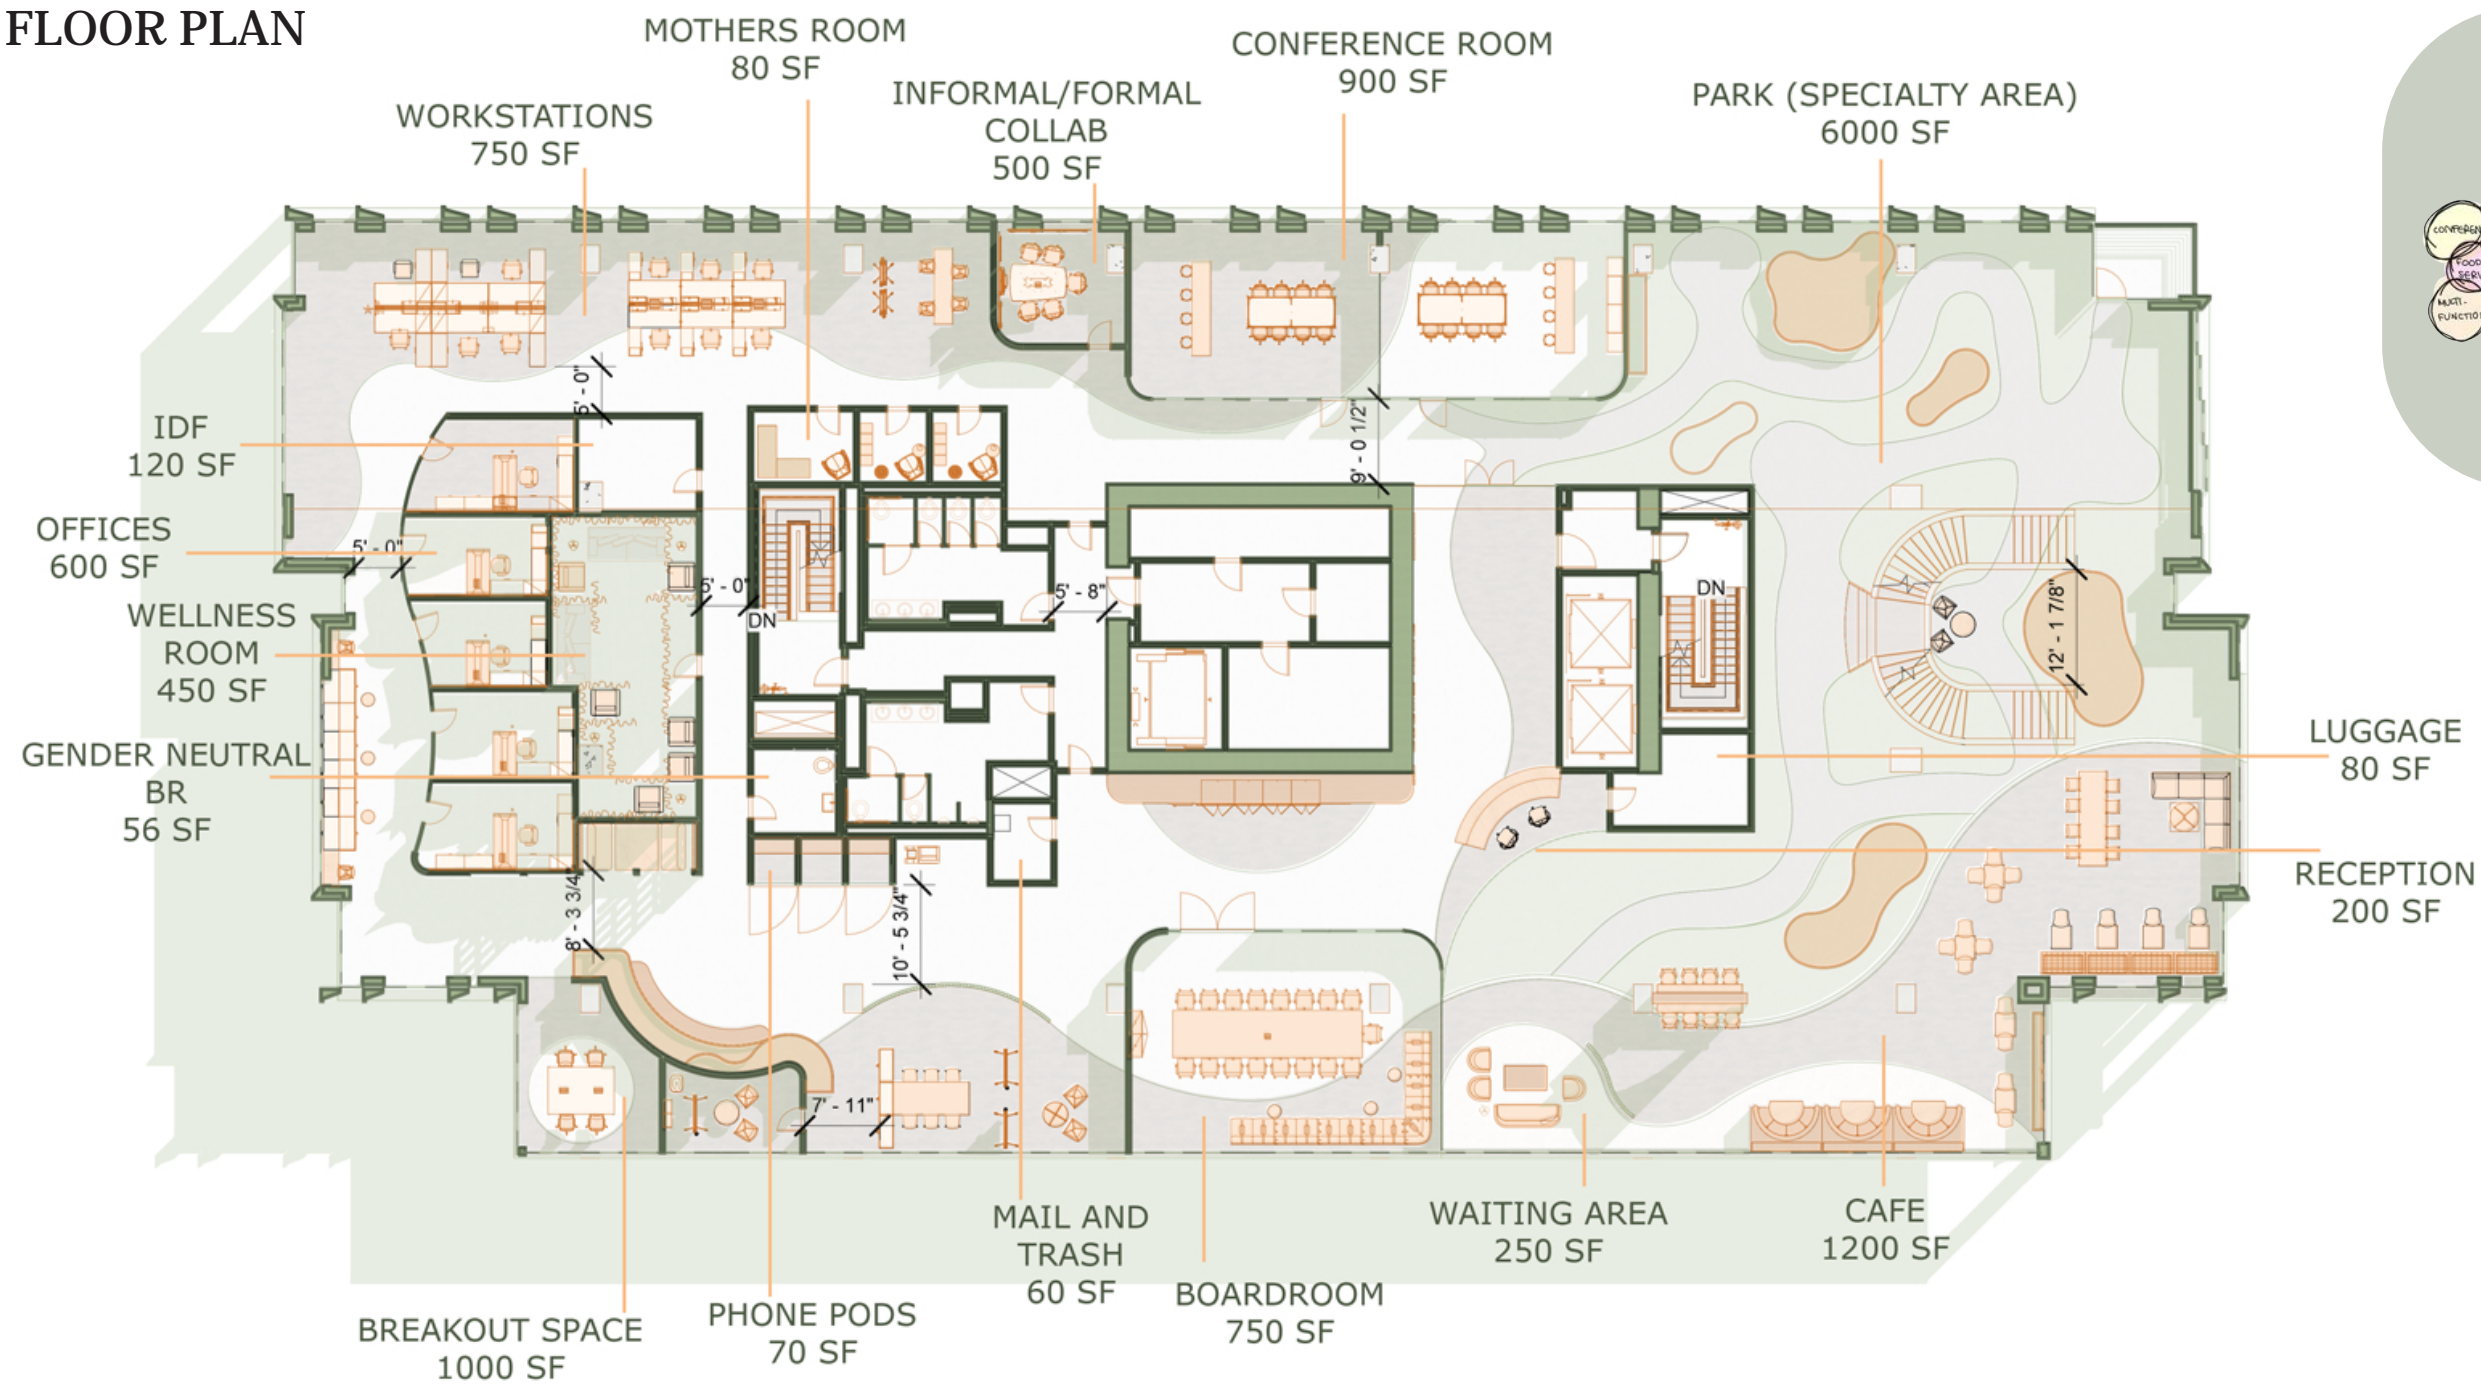 FLOOR PLAN
MOTHERS ROOM
80 SF
CONFERENCE ROOM
900 SF
INFORMAL/FORMAL
COLLAB
500 SF
PARK (SPECIALTY AREA)
6000 SF
WORKSTATIONS
750 SF
IDF
120 SF
OFFICES
600 SF
WELLNESS
ROOM
450 SF
GENDER NEUTRAL
BR
56 SF
5' - 0"
5' - 0"
5' - 0"
DN
5' - 8"
9' - 0 1/2"
DN
12' - 1 7/8"
8' - 3 3/4"
10' - 5 3/4"
7' - 11"
LUGGAGE
80 SF
RECEPTION
200 SF
MAIL AND
TRASH
60 SF
BOARDROOM
750 SF
WAITING AREA
250 SF
CAFE
1200 SF
BREAKOUT SPACE
1000 SF
PHONE PODS
70 SF
FOOD
MULTI-